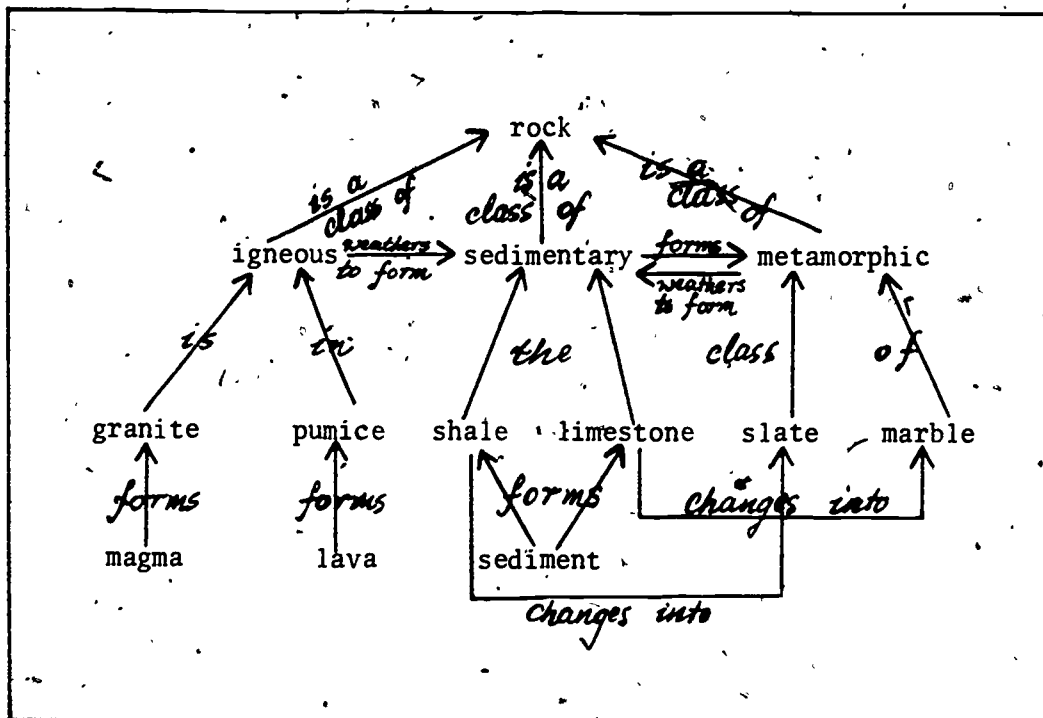 rock
is a class of
is a class of
is a class of
igneous weathers to form sedimentary forms metamorphic
weathers to form
is in the class of
granite pumice shale limestone slate marble
forms forms forms changes into
magma lava sediment
changes into